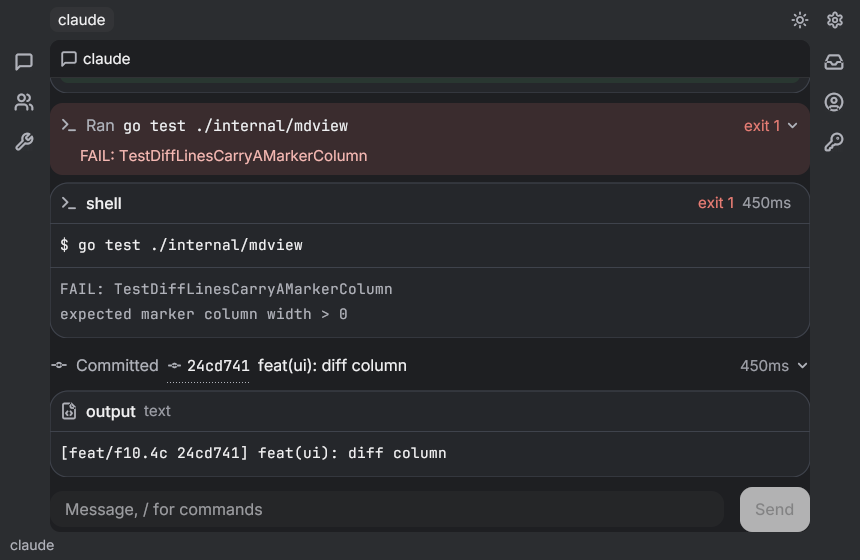 claude
claude
Ran go test ./internal/mdview exit 1
FAIL: TestDiffLinesCarryAMarkerColumn
shell exit 1 450ms
$ go test ./internal/mdview
FAIL: TestDiffLinesCarryAMarkerColumn
expected marker column width > 0
Committed 24cd741 feat(ui): diff column 450ms
output text
[feat/f10.4c 24cd741] feat(ui): diff column
Message, / for commands Send
claude